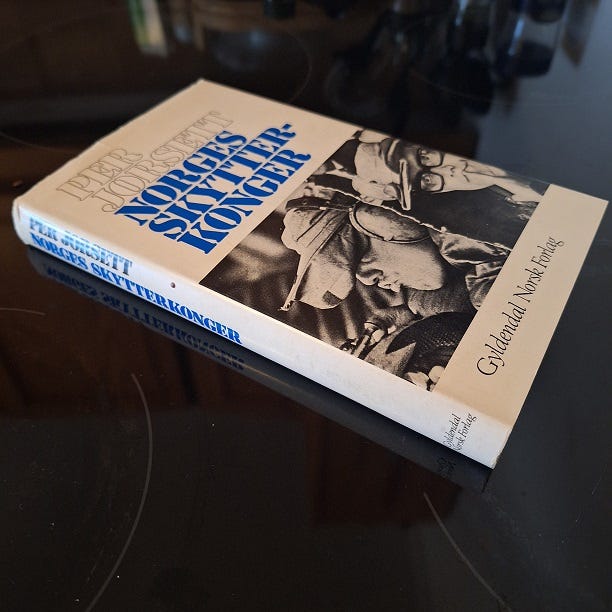 PER
JORSETT
NORGES
SKYTTER-
KONGER
Gyldendal Norsk Forlag
PER JORSETT
NORGES SKYTTERKONGER
Gyldendal
Norsk Forlag